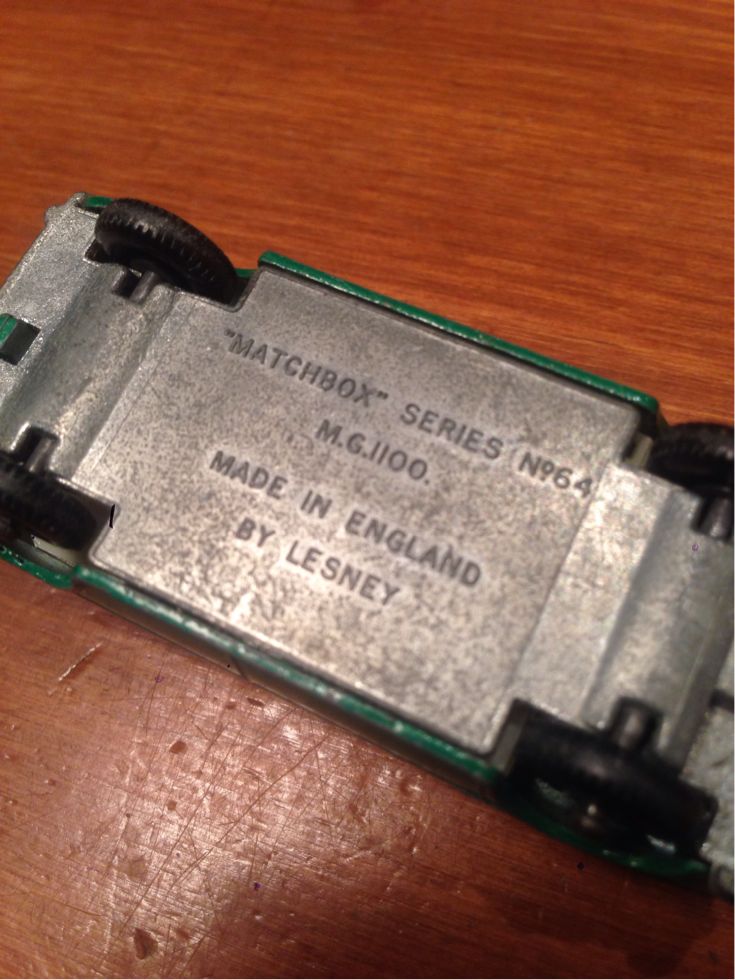 "MATCHBOX" SERIES Nº64
M.G.1100.
MADE IN ENGLAND
BY LESNEY